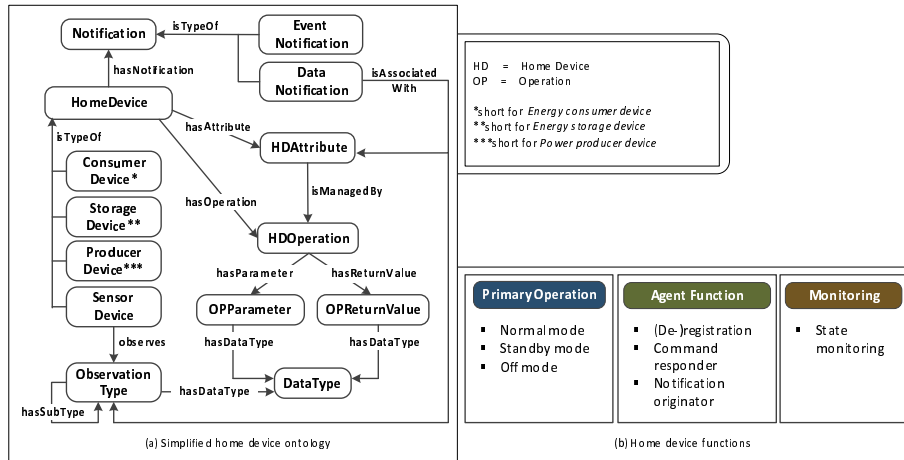 Notification
isTypeOf
Event
Notification
Data
Notification
isAssociated
With
hasNotification
HomeDevice
hasAttribute
HDAttribute
isTypeOf
Consumer
Device*
Storage
Device**
Producer
Device***
Sensor
Device
hasOperation
isManagedBy
HDOperation
hasParameter
hasReturnValue
OPParameter
OPReturnValue
observes
hasDataType
hasDataType
Observation
Type
hasDataType
DataType
hasSubType
(a) Simplified home device ontology
HD = Home Device
OP = Operation
*short for Energy consumer device
**short for Energy storage device
***short for Power producer device
Primary Operation
▪ Normal mode
▪ Standby mode
▪ Off mode
Agent Function
▪ (De-)registration
▪ Command
responder
▪ Notification
originator
Monitoring
▪ State
monitoring
(b) Home device functions